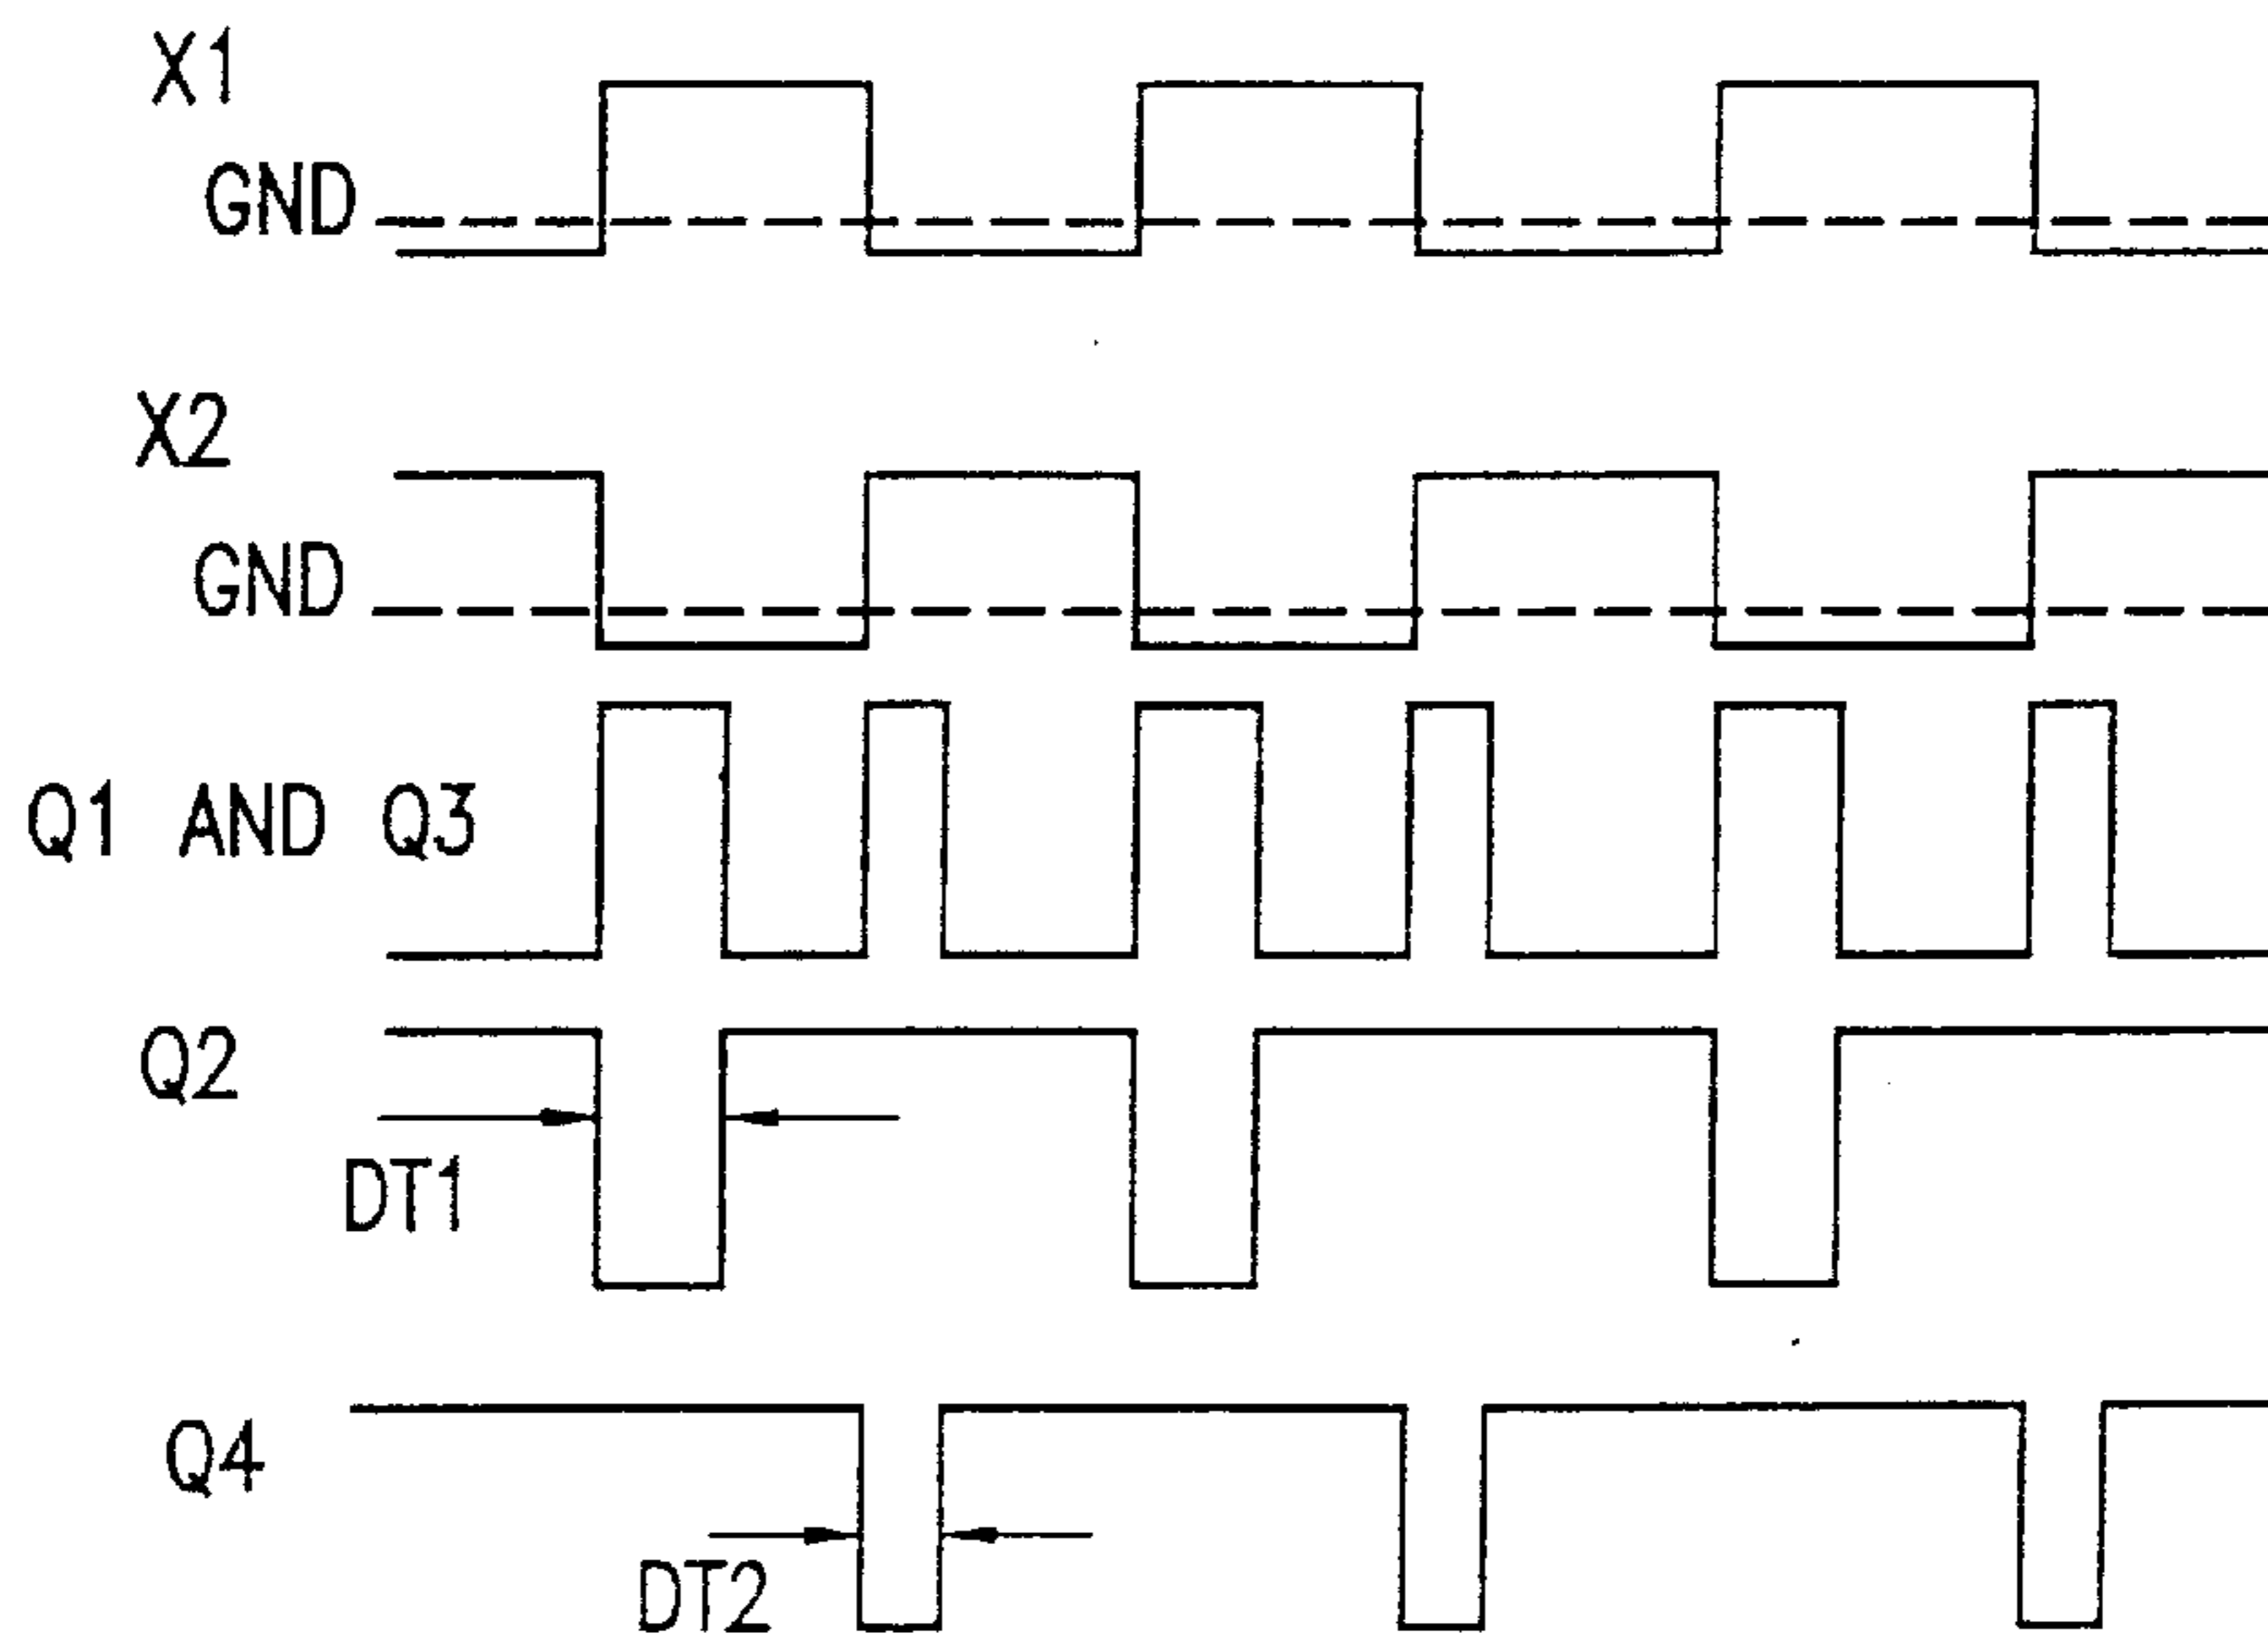 X1
GND
X2
GND
Q1 AND Q3
Q2
DT1
Q4
DT2